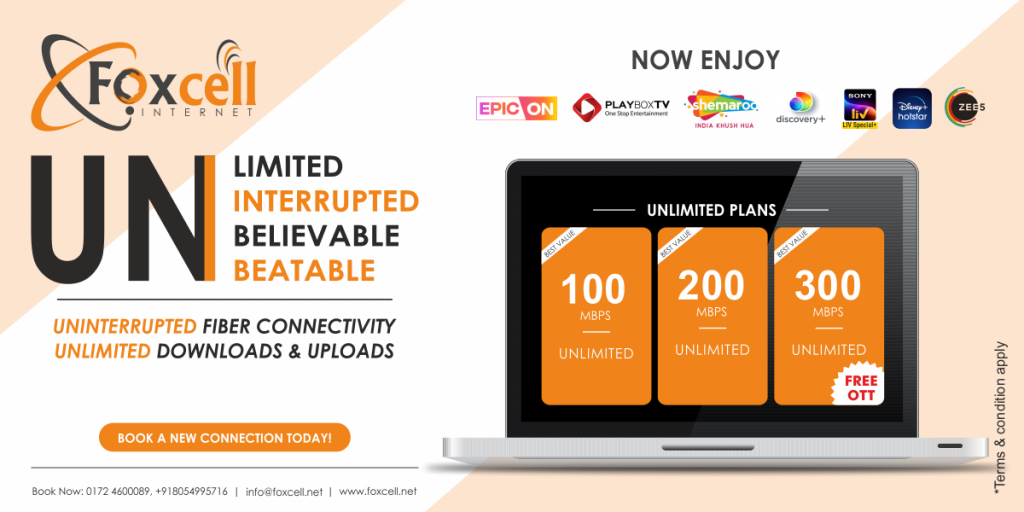 Foxcell
INTERNET
UN
LIMITED
INTERRUPTED
BELIEVABLE
BEATABLE
UNINTERRUPTED FIBER CONNECTIVITY
UNLIMITED DOWNLOADS & UPLOADS
BOOK A NEW CONNECTION TODAY!
Book Now: 0172 4600089, +918054995716 | info@foxcell.net | www.foxcell.net
NOW ENJOY
EPIC ON
PLAYBOXTV
One Stop Entertainment
shemaroo
INDIA KHUSH HUA
discovery+
SONY
liv
LIV Special+
Disney+
hotstar
ZEE5
UNLIMITED PLANS
BEST VALUE
100
MBPS
UNLIMITED
BEST VALUE
200
MBPS
UNLIMITED
BEST VALUE
300
MBPS
UNLIMITED
FREE
OTT
*Terms & condition apply